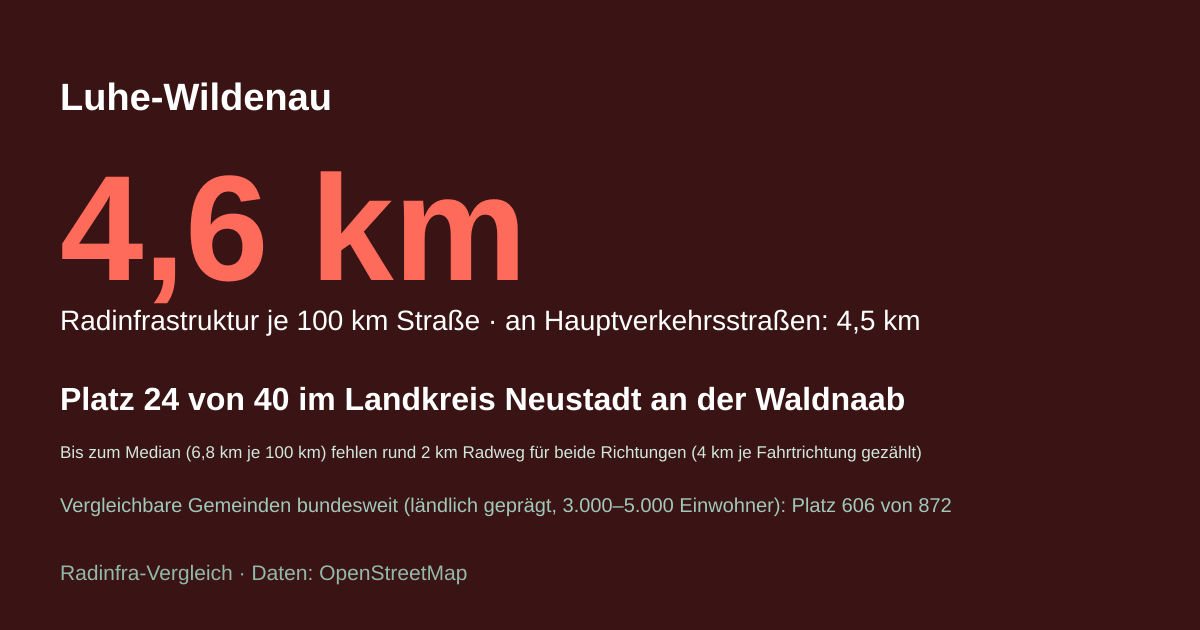 Luhe-Wildenau
4,6 km
Radinfrastruktur je 100 km Straße · an Hauptverkehrsstraßen: 4,5 km
Platz 24 von 40 im Landkreis Neustadt an der Waldnaab
Bis zum Median (6,8 km je 100 km) fehlen rund 2 km Radweg für beide Richtungen (4 km je Fahrtrichtung gezählt)
Vergleichbare Gemeinden bundesweit (ländlich geprägt, 3.000–5.000 Einwohner): Platz 606 von 872
Radinfra-Vergleich · Daten: OpenStreetMap